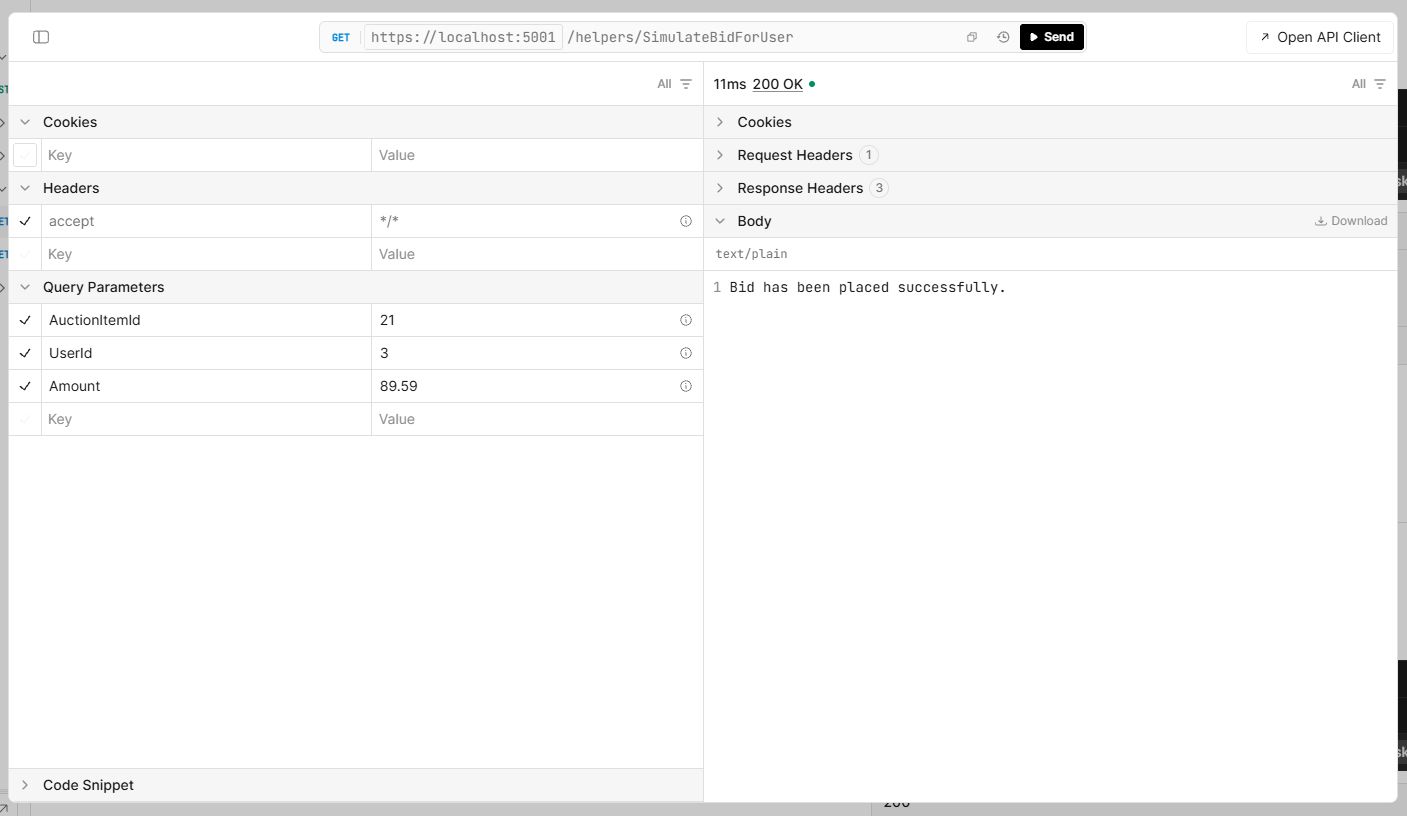 GET https://localhost:5001 /helpers/SimulateBidForUser Send
Open API Client
All
Cookies
Key Value
Headers
accept */*
Key Value
Query Parameters
AuctionItemId 21
UserId 3
Amount 89.59
Key Value
Code Snippet
11ms 200 OK
All
Cookies
Request Headers 1
Response Headers 3
Body Download
text/plain
1 Bid has been placed successfully.